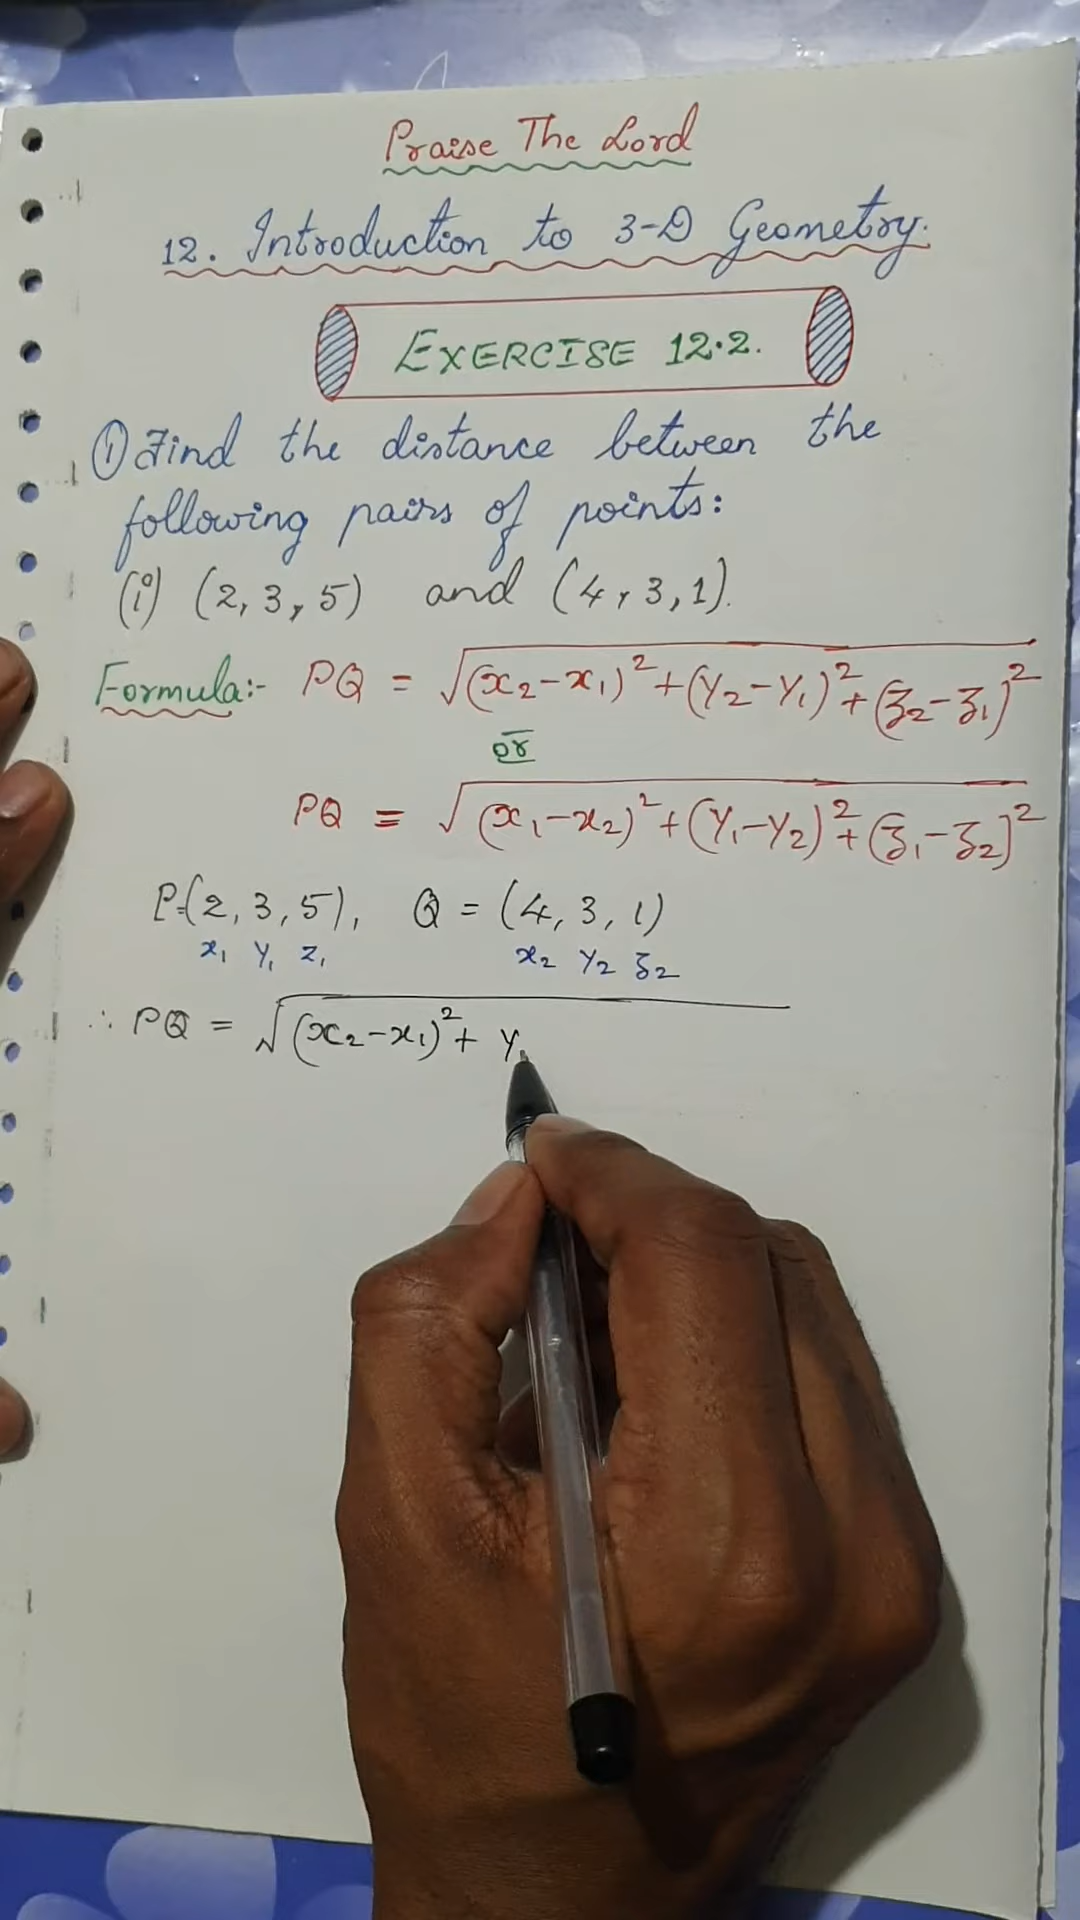 Praise The Lord
12. Introduction to 3-D Geometry.
EXERCISE 12.2.
① Find the distance between the
following pairs of points:
(i) (2, 3, 5) and (4, 3, 1).
Formula:- PQ = √(x₂-x₁)²+(y₂-y₁)²+(z₂-z₁)²
or
PQ = √(x₁-x₂)²+(y₁-y₂)²+(z₁-z₂)²
P=(2, 3, 5), Q = (4, 3, 1)
x₁ y₁ z₁ x₂ y₂ z₂
∴ PQ = √(x₂-x₁)²+ y